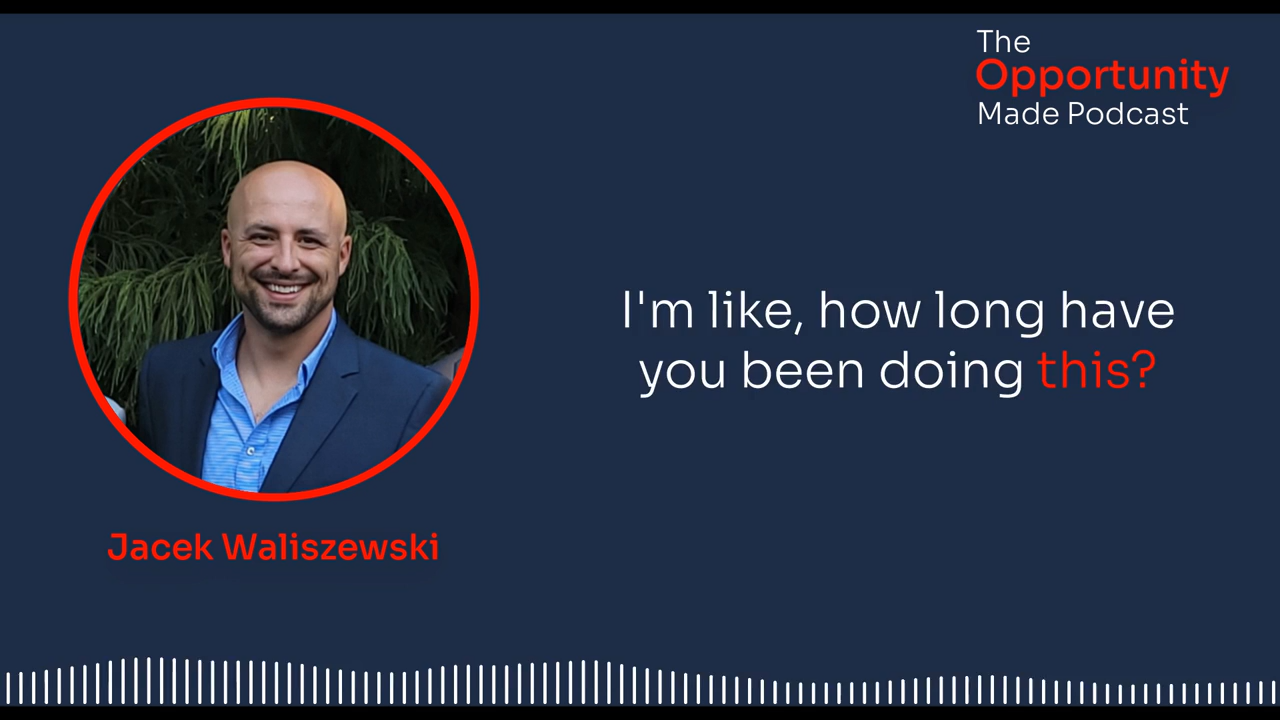 The
Opportunity
Made Podcast
I'm like, how long have
you been doing this?
Jacek Waliszewski